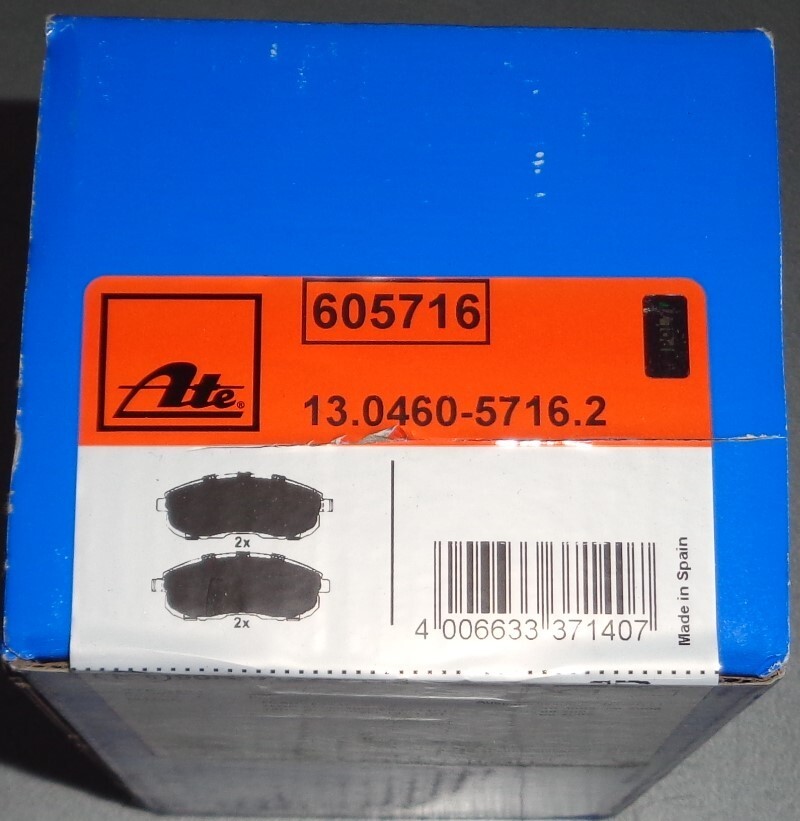 605716
Ate®
13.0460-5716.2
2x
2x
4 006633 371407
Made in Spain